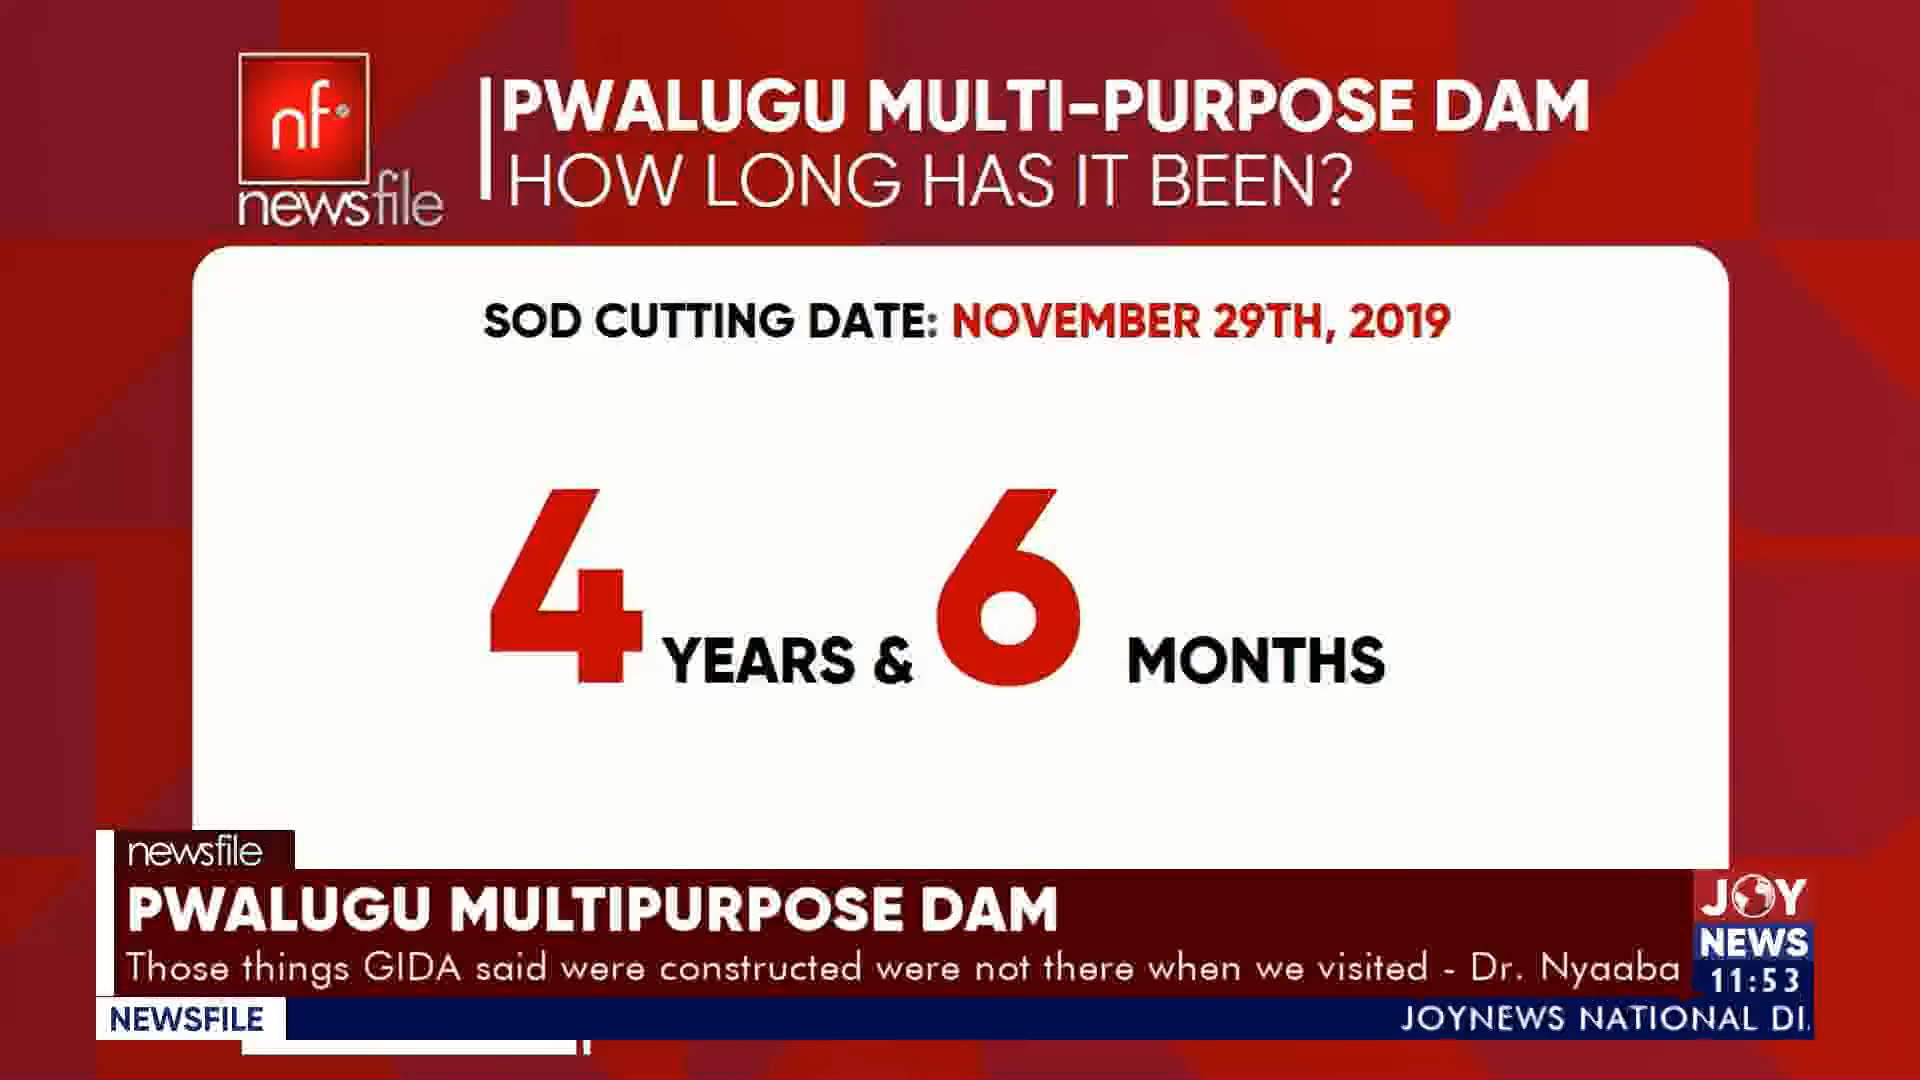 nf
newsfile
PWALUGU MULTI-PURPOSE DAM
HOW LONG HAS IT BEEN?
SOD CUTTING DATE: NOVEMBER 29TH, 2019
4 YEARS & 6 MONTHS
newsfile
PWALUGU MULTIPURPOSE DAM
Those things GIDA said were constructed were not there when we visited - Dr. Nyaaba
JOY
NEWS
11:53
NEWSFILE
JOYNEWS NATIONAL DI